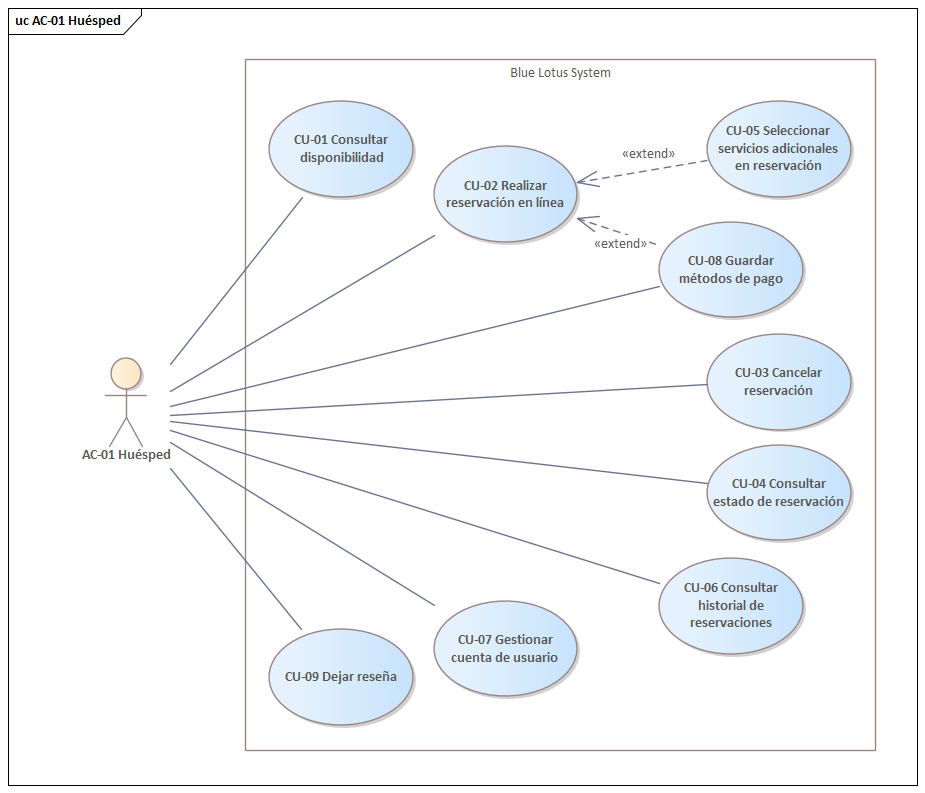 uc AC-01 Huésped
Blue Lotus System
CU-01 Consultar
disponibilidad
CU-02 Realizar
reservación en línea
«extend»
CU-05 Seleccionar
servicios adicionales
en reservación
«extend»
CU-08 Guardar
métodos de pago
CU-03 Cancelar
reservación
AC-01 Huésped
CU-04 Consultar
estado de reservación
CU-06 Consultar
historial de
reservaciones
CU-07 Gestionar
cuenta de usuario
CU-09 Dejar reseña